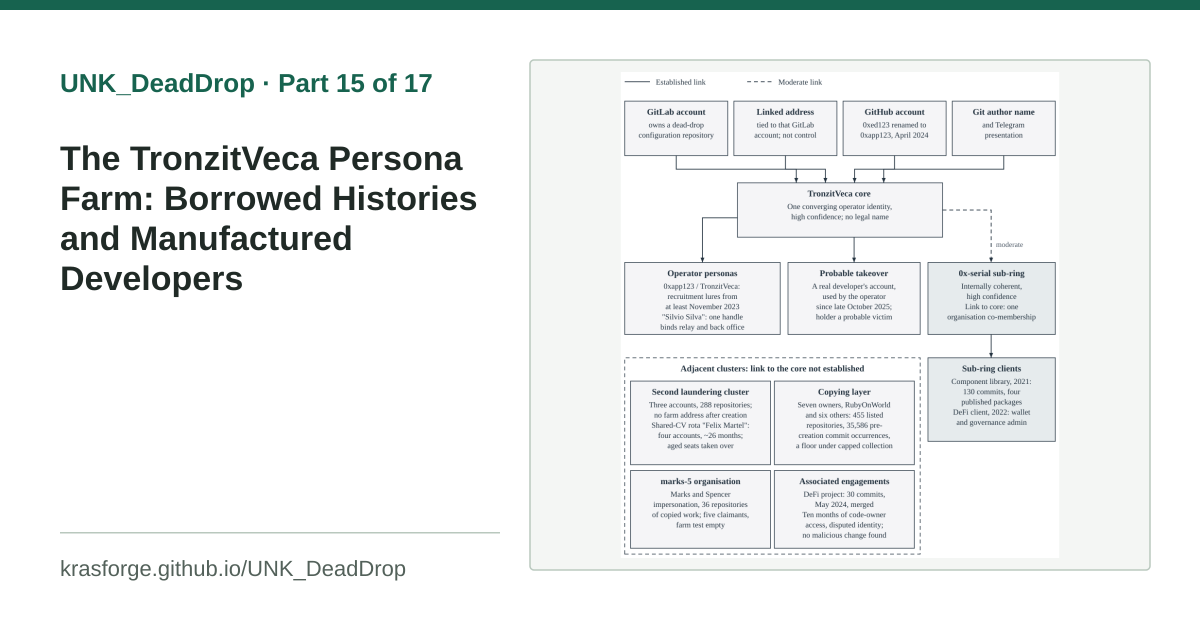 UNK_DeadDrop · Part 15 of 17
The TronzitVeca Persona
Farm: Borrowed Histories
and Manufactured
Developers
krasforge.github.io/UNK_DeadDrop
Established link
Moderate link
GitLab account
owns a dead-drop
configuration repository
Linked address
tied to that GitLab
account; not control
GitHub account
0xed123 renamed to
0xapp123, April 2024
Git author name
and Telegram
presentation
TronzitVeca core
One converging operator identity,
high confidence; no legal name
moderate
Operator personas
0xapp123 / TronzitVeca:
recruitment lures from
at least November 2023
"Silvio Silva": one handle
binds relay and back office
Probable takeover
A real developer's account,
used by the operator
since late October 2025;
holder a probable victim
0x-serial sub-ring
Internally coherent,
high confidence
Link to core: one
organisation co-membership
Adjacent clusters: link to the core not established
Second laundering cluster
Three accounts, 288 repositories;
no farm address after creation
Shared-CV rota "Felix Martel":
four accounts, ~26 months;
aged seats taken over
Copying layer
Seven owners, RubyOnWorld
and six others: 455 listed
repositories, 35,586 pre-
creation commit occurrences,
a floor under capped collection
Sub-ring clients
Component library, 2021:
130 commits, four
published packages
DeFi client, 2022: wallet
and governance admin
marks-5 organisation
Marks and Spencer
impersonation, 36 repositories
of copied work; five claimants,
farm test empty
Associated engagements
DeFi project: 30 commits,
May 2024, merged
Ten months of code-owner
access, disputed identity;
no malicious change found